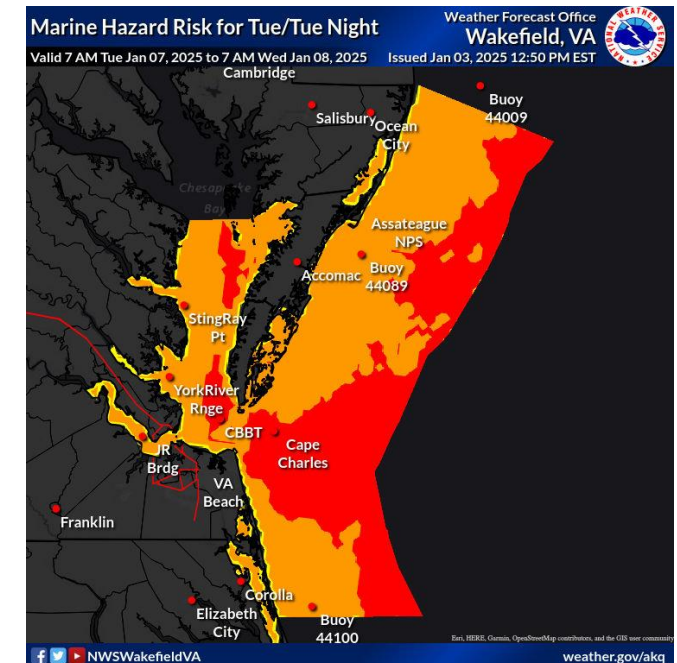 Marine Hazard Risk for Tue/Tue Night
Weather Forecast Office
Wakefield, VA
Valid 7 AM Tue Jan 07, 2025 to 7 AM Wed Jan 08, 2025
Issued Jan 03, 2025 12:50 PM EST
NATIONAL WEATHER SERVICE
Cambridge
Salisbury
Ocean
City
Buoy
44009
Chesapeake
Bay
Assateague
NPS
Accomac
Buoy
44089
StingRay
Pt
YorkRiver
Rnge
CBBT
Cape
Charles
JR
Brdg
VA
Beach
Franklin
Corolla
Elizabeth
City
Buoy
44100
Esri, HERE, Garmin, OpenStreetMap contributors, and the GIS user community
NWSWakefieldVA
weather.gov/akq